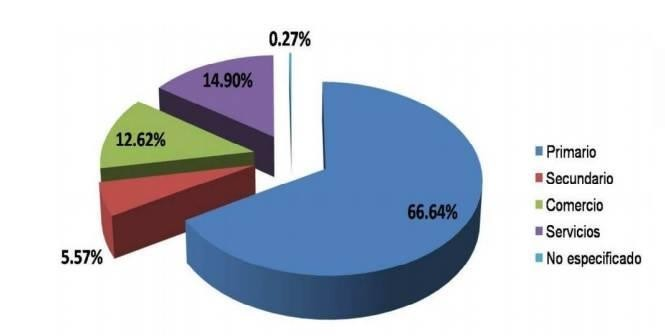 0.27%
14.90%
12.62%
5.57%
66.64%
Primario
Secundario
Comercio
Servicios
No especificado